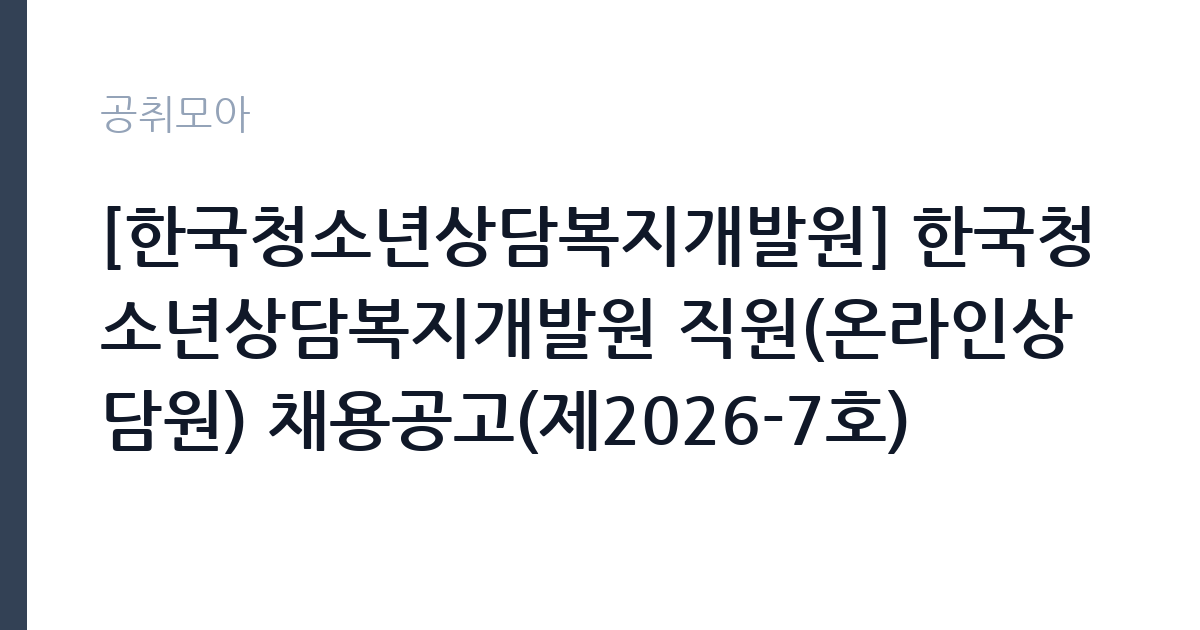 공취모아
[한국청소년상담복지개발원] 한국청
소년상담복지개발원 직원(온라인상
담원) 채용공고(제2026-7호)